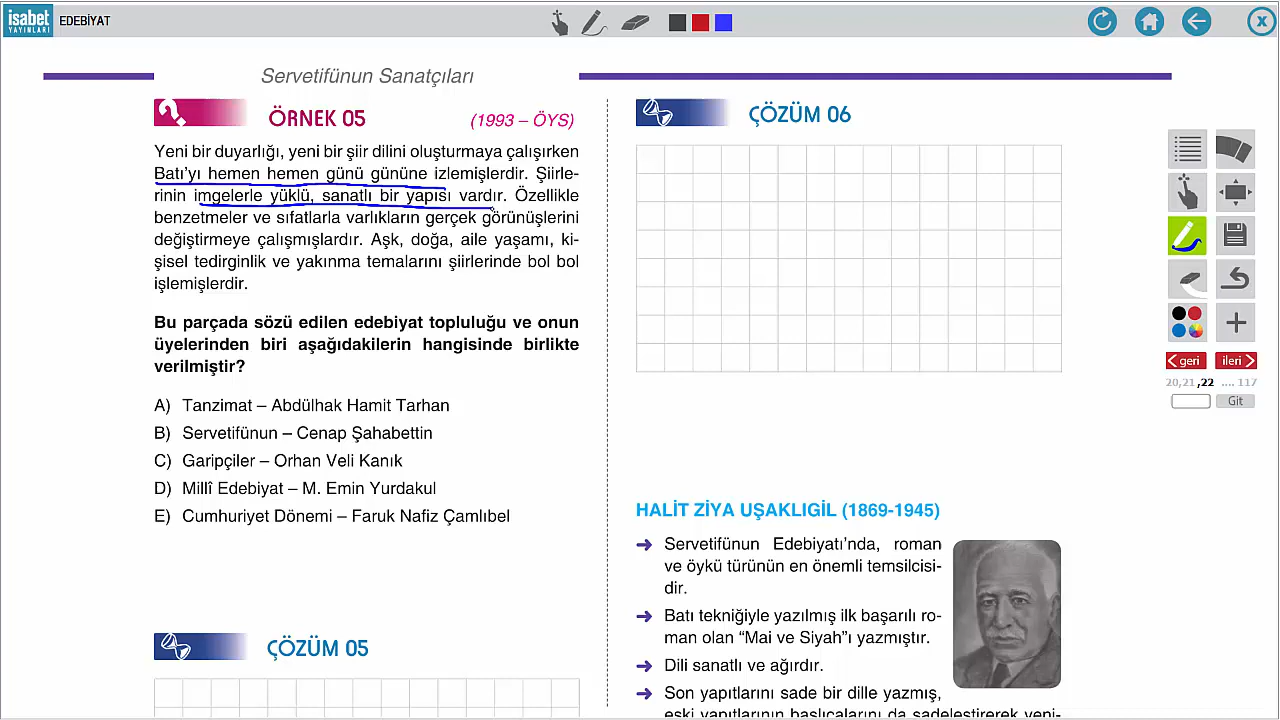 isabet
YAYINLARI
EDEBİYAT
Servetifünun Sanatçıları
ÖRNEK 05
(1993 – ÖYS)
Yeni bir duyarlığı, yeni bir şiir dilini oluşturmaya çalışırken
Batı'yı hemen hemen günü gününe izlemişlerdir. Şiirle-
rinin imgelerle yüklü, sanatlı bir yapısı vardır. Özellikle
benzetmeler ve sıfatlarla varlıkların gerçek görünüşlerini
değiştirmeye çalışmışlardır. Aşk, doğa, aile yaşamı, ki-
şisel tedirginlik ve yakınma temalarını şiirlerinde bol bol
işlemişlerdir.
Bu parçada sözü edilen edebiyat topluluğu ve onun
üyelerinden biri aşağıdakilerin hangisinde birlikte
verilmiştir?
A) Tanzimat – Abdülhak Hamit Tarhan
B) Servetifünun – Cenap Şahabettin
C) Garipçiler – Orhan Veli Kanık
D) Millî Edebiyat – M. Emin Yurdakul
E) Cumhuriyet Dönemi – Faruk Nafiz Çamlıbel
ÇÖZÜM 05
ÇÖZÜM 06
HALİT ZİYA UŞAKLIGİL (1869-1945)
Servetifünun Edebiyatı'nda, roman
ve öykü türünün en önemli temsilcisi-
dir.
Batı tekniğiyle yazılmış ilk başarılı ro-
man olan “Mai ve Siyah”ı yazmıştır.
Dili sanatlı ve ağırdır.
Son yapıtlarını sade bir dille yazmış,
eski yapıtlarının başlıcalarını da sadeleştirerek yeni-
geri
ileri
20,21,22 .... 117
Git